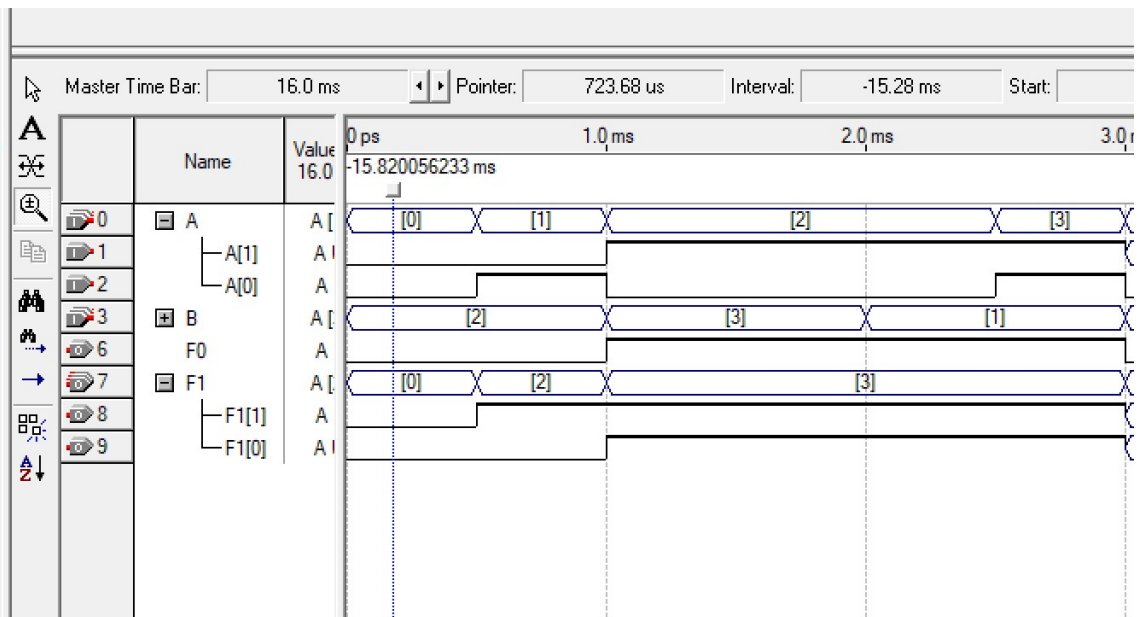 Master Time Bar: 16.0 ms Pointer: 723.68 us Interval: -15.28 ms Start:
A
Name Value 16.0 0 ps 1.0 ms 2.0 ms 3.0
-15.820056233 ms
0 A A [ [0] [1] [2] [3]
1 A[1] A
2 A[0] A
3 B A [ [2] [3] [1]
6 F0 A
7 F1 A [ [0] [2] [3]
8 F1[1] A
9 F1[0] A
A
Z